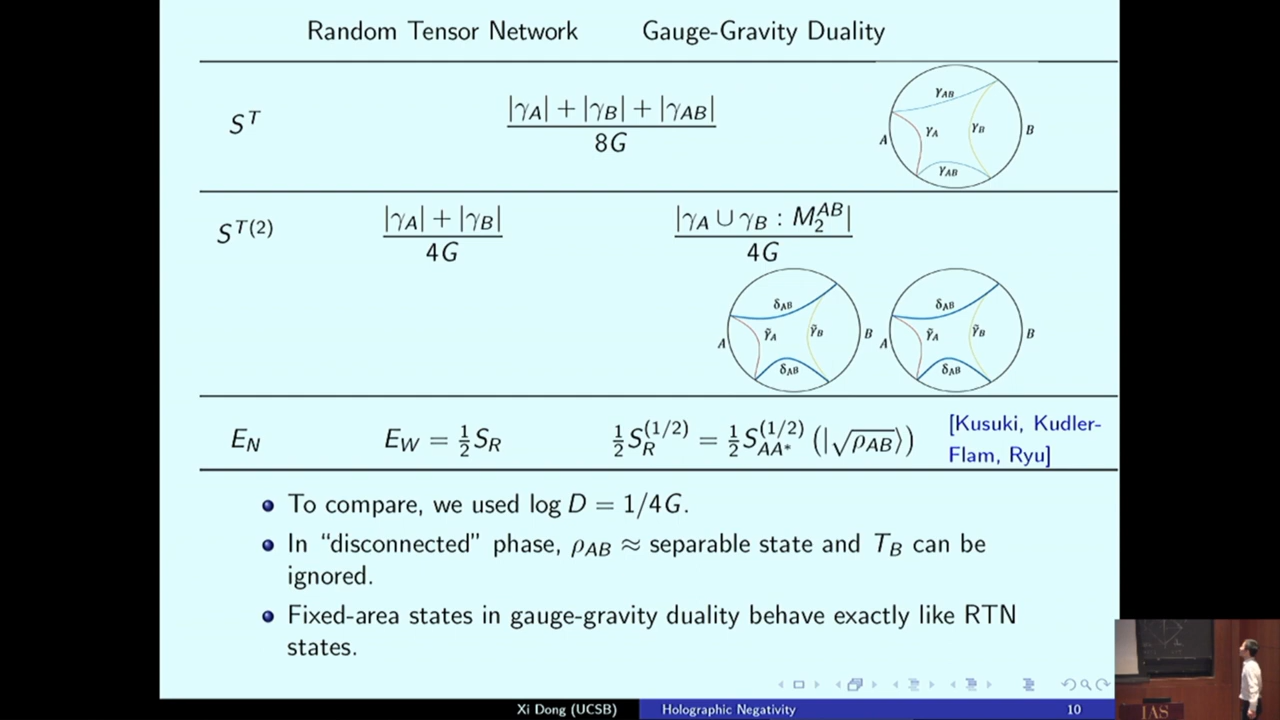 Random Tensor Network Gauge-Gravity Duality
S^T |γ_A| + |γ_B| + |γ_AB| / 8G
γ_AB
A γ_A γ_B B
γ_AB
S^T(2) |γ_A| + |γ_B| / 4G |γ_A ∪ γ_B : M_2^AB| / 4G
δ_AB δ_AB
A γ̃_A γ̃_B B A γ̃_A γ̃_B B
δ_AB δ_AB
E_N E_W = ½ S_R ½ S_R^(1/2) = ½ S_AA*^(1/2) (|√ρ_AB⟩) [Kusuki, Kudler-
Flam, Ryu]
To compare, we used log D = 1/4G.
In “disconnected” phase, ρ_AB ≈ separable state and T_B can be
ignored.
Fixed-area states in gauge-gravity duality behave exactly like RTN
states.
Xi Dong (UCSB) Holographic Negativity 10
IAS